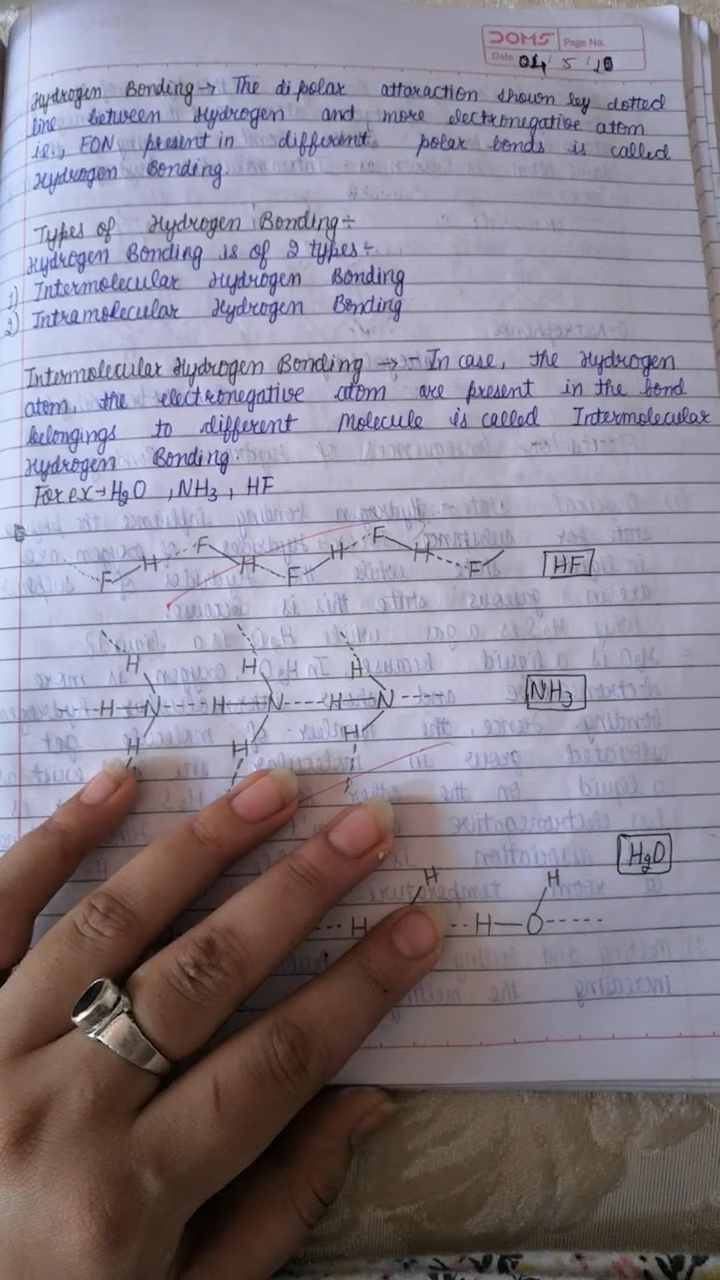 DOMS Page No.
Date 04 5
Hydrogen Bonding → The dipolar attaraction shown by dotted
line between Hydrogen and more electronegative atom
i.e., FON present in different polar bonds is called
Hydrogen Bonding
Types of Hydrogen Bonding ÷
Hydrogen Bonding is of 2 types ÷
1) Intermolecular Hydrogen Bonding
2) Intramolecular Hydrogen Bonding
Intermolecular Hydrogen Bonding → - In case, the Hydrogen
atom, the electronegative atom are present in the bond
belongings to different Molecule is called Intermolecular
Hydrogen Bonding.
For ex → H2O , NH3 , HF
F H F H F H F H F HF
H H H
H N H N H N NH3
H H H
H2O
H H
H H O